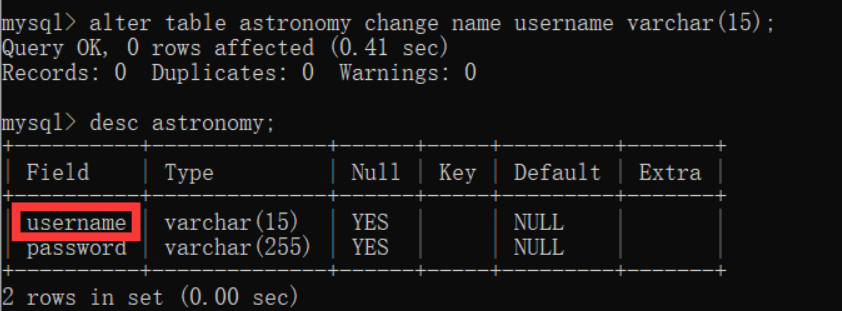 mysql> alter table astronomy change name username varchar(15);
Query OK, 0 rows affected (0.41 sec)
Records: 0  Duplicates: 0  Warnings: 0
mysql> desc astronomy;
+----------+--------------+------+-----+---------+-------+
| Field    | Type         | Null | Key | Default | Extra |
+----------+--------------+------+-----+---------+-------+
| username | varchar(15)  | YES  |     | NULL    |       |
| password | varchar(255) | YES  |     | NULL    |       |
+----------+--------------+------+-----+---------+-------+
2 rows in set (0.00 sec)